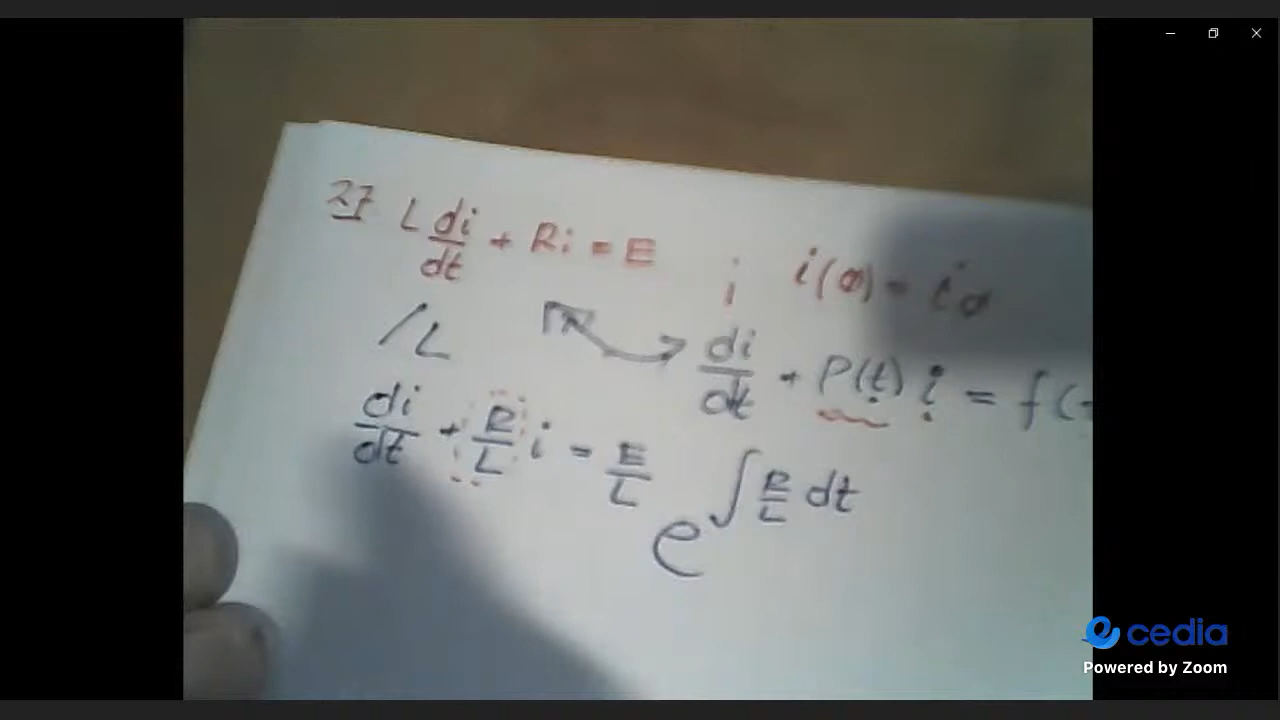 27 L di/dt + Ri = E ; i(0) = i0
/L
di/dt + P(t) i = f(
di/dt + R/L i = E/L
e^∫ R/L dt
cedia
Powered by Zoom